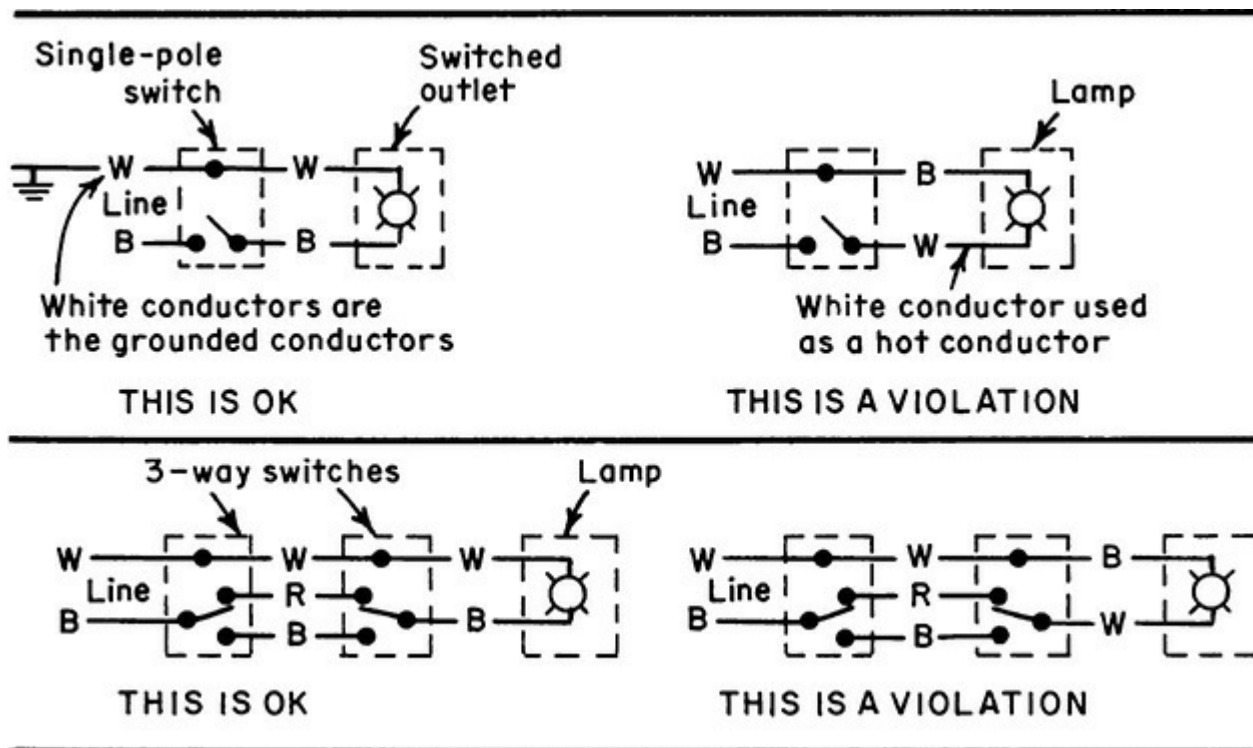 Single-pole switch
Switched outlet
W
W
Line
B
B
White conductors are
the grounded conductors
THIS IS OK
Lamp
W
B
Line
B
W
White conductor used
as a hot conductor
THIS IS A VIOLATION
3-way switches
Lamp
W
W
W
Line
R
B
B
B
THIS IS OK
W
W
B
Line
R
B
B
W
THIS IS A VIOLATION